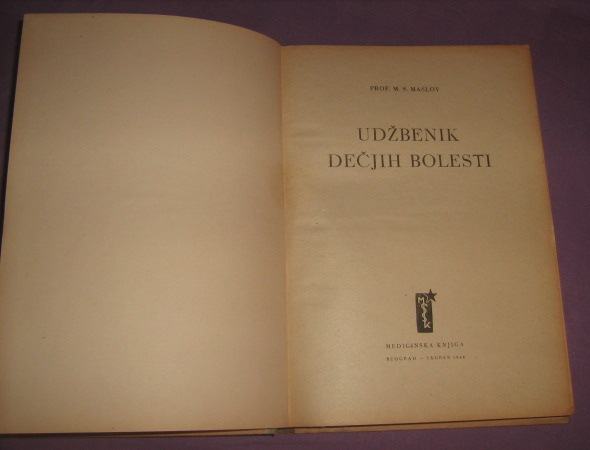 PROF. M. S. MASLOV
UDŽBENIK
DEČJIH BOLESTI
M
K
MEDICINSKA KNJIGA
BEOGRAD — ZAGREB